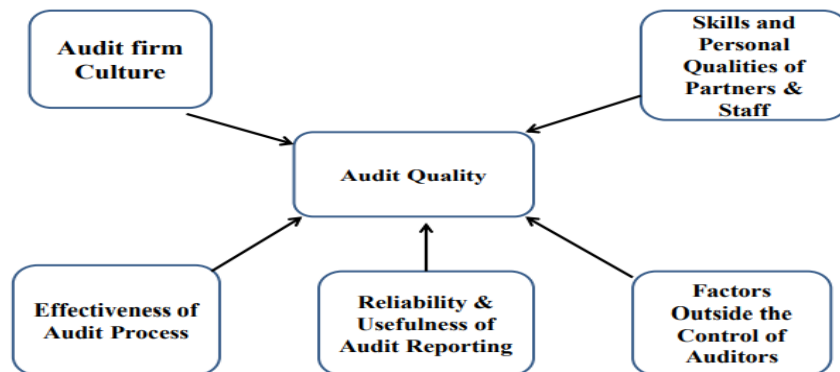 Audit firm
Culture
Skills and
Personal
Qualities of
Partners &
Staff
Audit Quality
Effectiveness of
Audit Process
Reliability &
Usefulness of
Audit Reporting
Factors
Outside the
Control of
Auditors